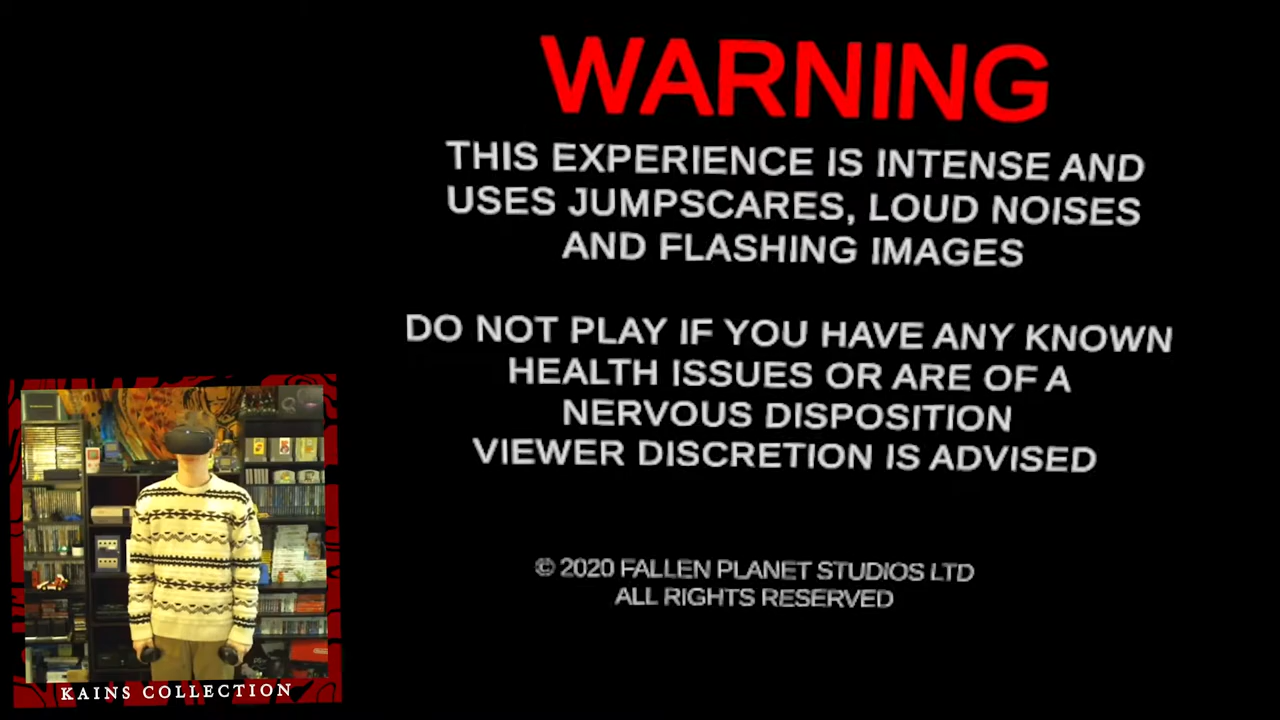 WARNING
THIS EXPERIENCE IS INTENSE AND
USES JUMPSCARES, LOUD NOISES
AND FLASHING IMAGES
DO NOT PLAY IF YOU HAVE ANY KNOWN
HEALTH ISSUES OR ARE OF A
NERVOUS DISPOSITION
VIEWER DISCRETION IS ADVISED
© 2020 FALLEN PLANET STUDIOS LTD
ALL RIGHTS RESERVED
KAINS COLLECTION